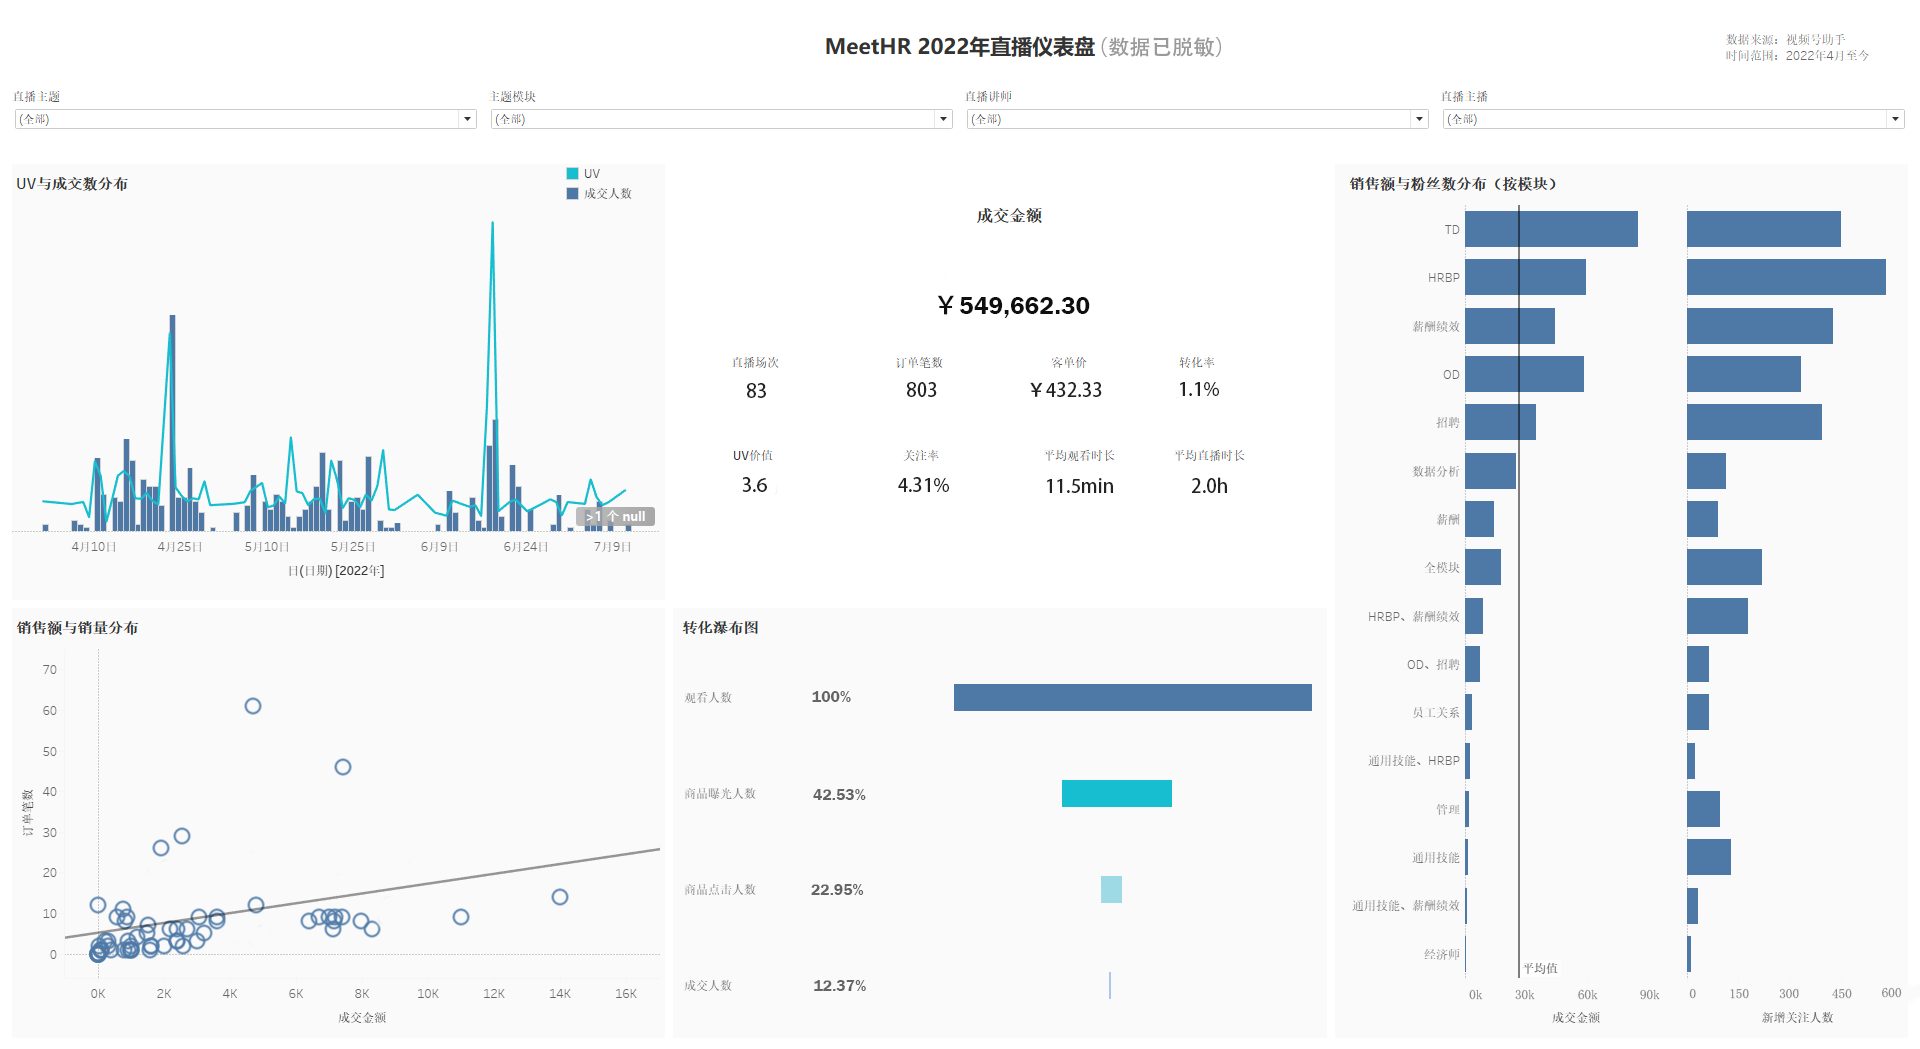 MeetHR 2022年直播仪表盘(数据已脱敏)
数据来源：视频号助手
时间范围：2022年4月至今
直播主题
(全部)
主题模块
(全部)
直播讲师
(全部)
直播主播
(全部)
UV与成交数分布
UV
成交人数
>1 个 null
4月10日 4月25日 5月10日 5月25日 6月9日 6月24日 7月9日
日(日期) [2022年]
成交金额
￥549,662.30
直播场次 订单笔数 客单价 转化率
83 803 ￥432.33 1.1%
UV价值 关注率 平均观看时长 平均直播时长
3.6 4.31% 11.5min 2.0h
销售额与销量分布
订单笔数
70
60
50
40
30
20
10
0
0K 2K 4K 6K 8K 10K 12K 14K 16K
成交金额
转化瀑布图
观看人数 100%
商品曝光人数 42.53%
商品点击人数 22.95%
成交人数 12.37%
销售额与粉丝数分布（按模块）
TD
HRBP
薪酬绩效
OD
招聘
数据分析
薪酬
全模块
HRBP、薪酬绩效
OD、招聘
员工关系
通用技能、HRBP
管理
通用技能
通用技能、薪酬绩效
经济师
平均值
0k 30k 60k 90k 0 150 300 450 600
成交金额 新增关注人数